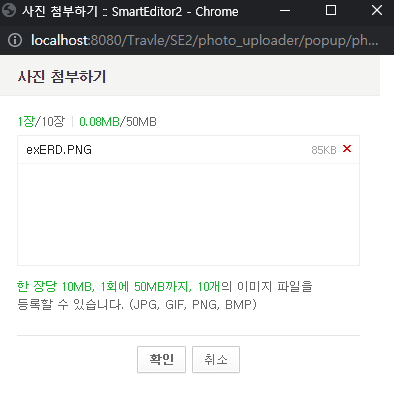 사진 첨부하기 :: SmartEditor2 - Chrome
localhost:8080/Travle/SE2/photo_uploader/popup/ph...
사진 첨부하기
1장/10장 | 0.08MB/50MB
exERD.PNG 85KB
한 장당 10MB, 1회에 50MB까지, 10개의 이미지 파일을
등록할 수 있습니다. (JPG, GIF, PNG, BMP)
확인 취소